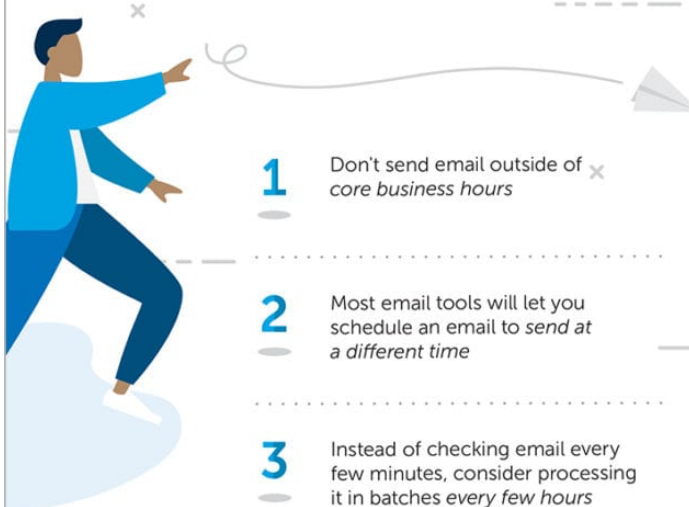 1
Don't send email outside of
core business hours
2
Most email tools will let you
schedule an email to send at
a different time
3
Instead of checking email every
few minutes, consider processing
it in batches every few hours